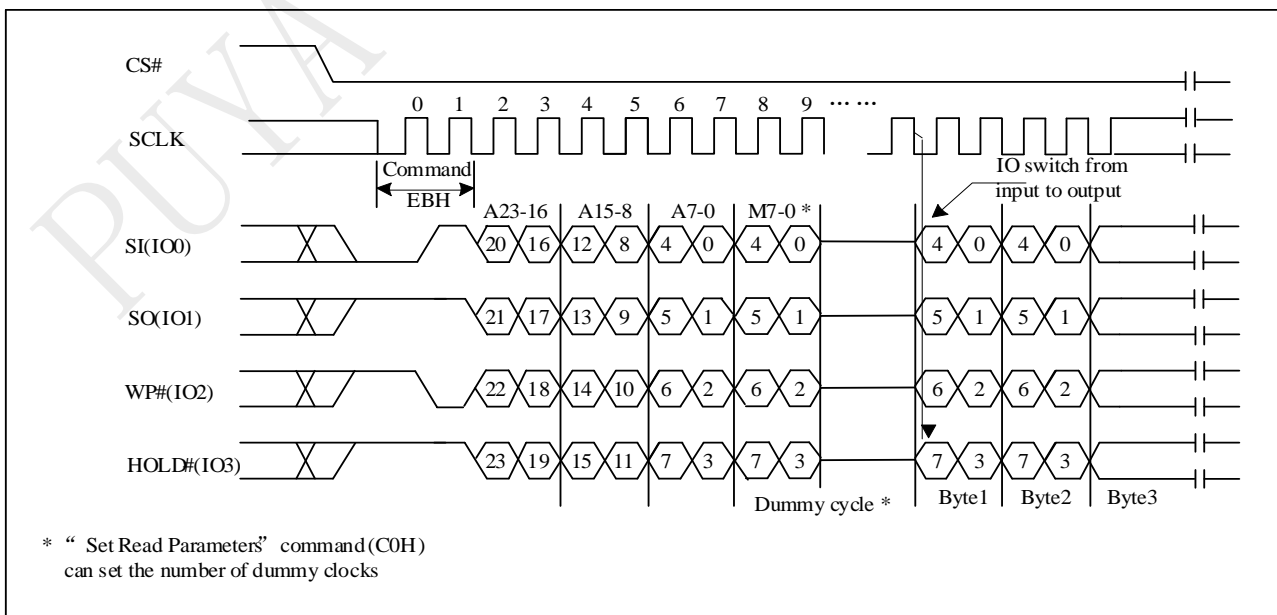 PUYA
CS#
0 1 2 3 4 5 6 7 8 9 ... ...
SCLK
Command
EBH
IO switch from
input to output
A23-16 A15-8 A7-0 M7-0 *
SI(IO0) 20 16 12 8 4 0 4 0 4 0 4 0
SO(IO1) 21 17 13 9 5 1 5 1 5 1 5 1
WP#(IO2) 22 18 14 10 6 2 6 2 6 2 6 2
HOLD#(IO3) 23 19 15 11 7 3 7 3 7 3 7 3
Dummy cycle * Byte1 Byte2 Byte3
* “ Set Read Parameters” command (C0H)
can set the number of dummy clocks